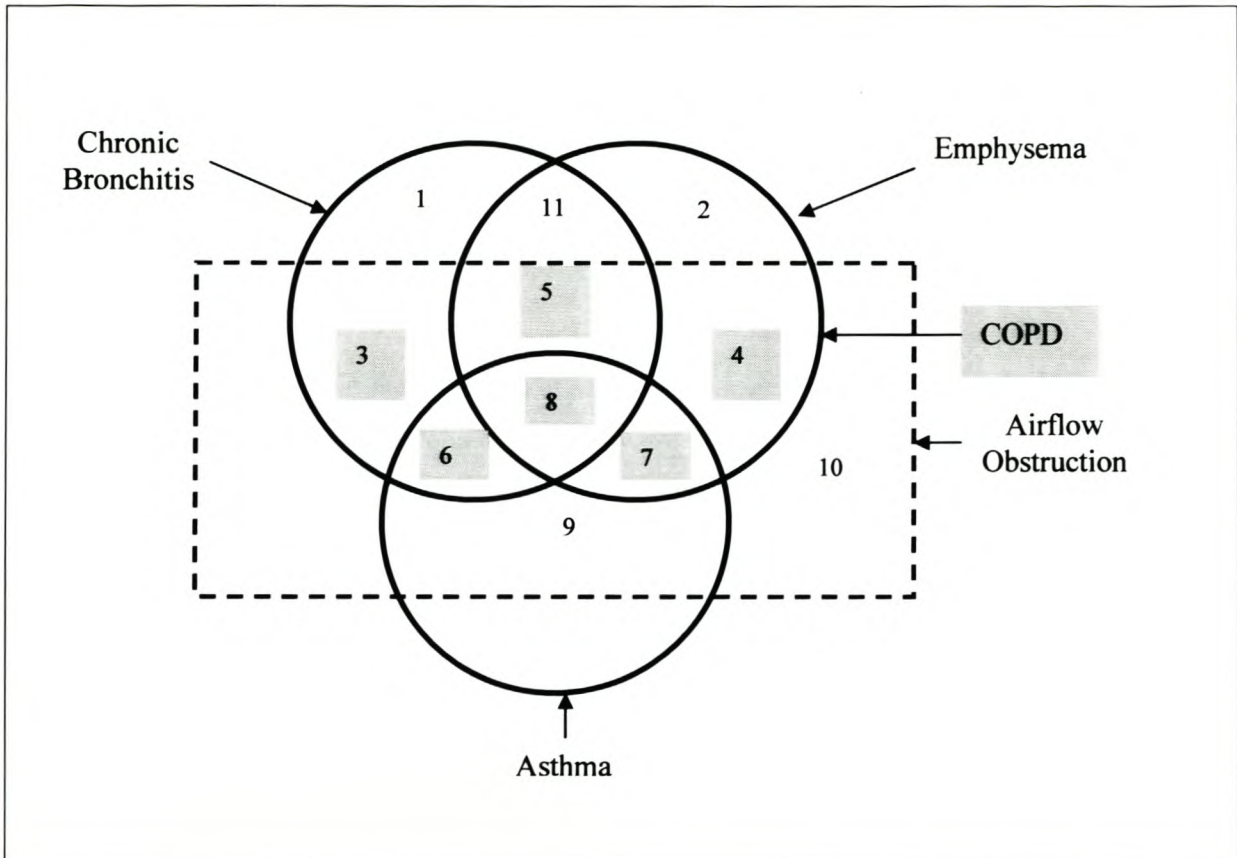 Chronic
Bronchitis
Emphysema
1
11
2
5
3
4
COPD
8
6
7
Airflow
Obstruction
10
9
Asthma